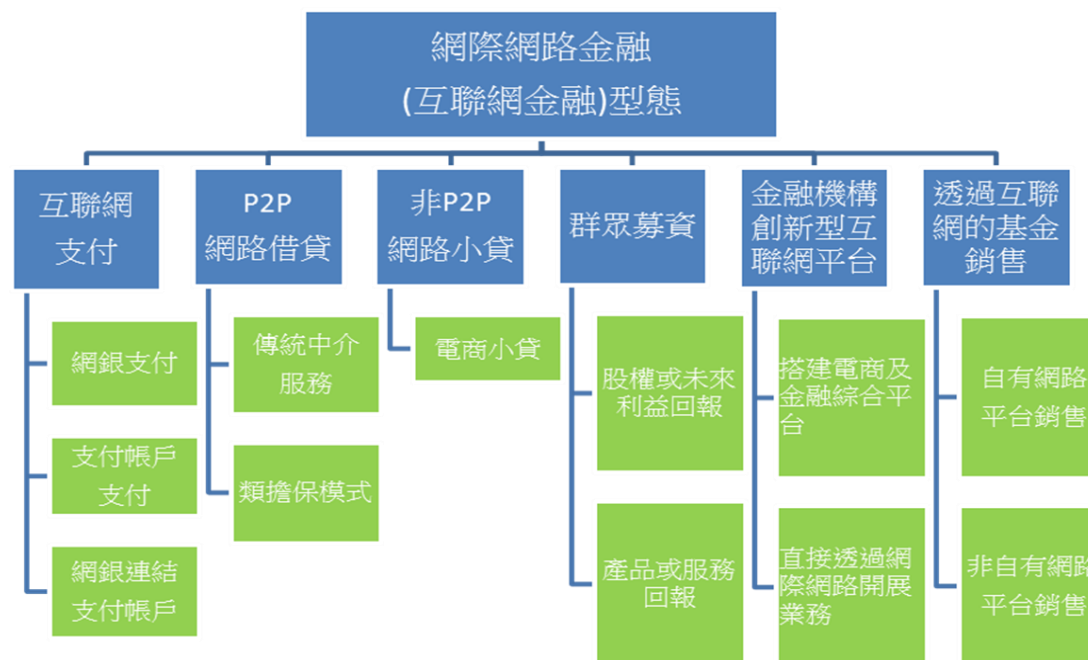 網際網路金融
(互聯網金融)型態
互聯網
支付
P2P
網路借貸
非P2P
網路小貸
群眾募資
金融機構
創新型互
聯網平台
透過互聯
網的基金
銷售
網銀支付
支付帳戶
支付
網銀連結
支付帳戶
傳統中介
服務
類擔保模式
電商小貸
股權或未來
利益回報
產品或服務
回報
搭建電商及
金融綜合平
台
直接透過網
際網路開展
業務
自有網路
平台銷售
非自有網路
平台銷售